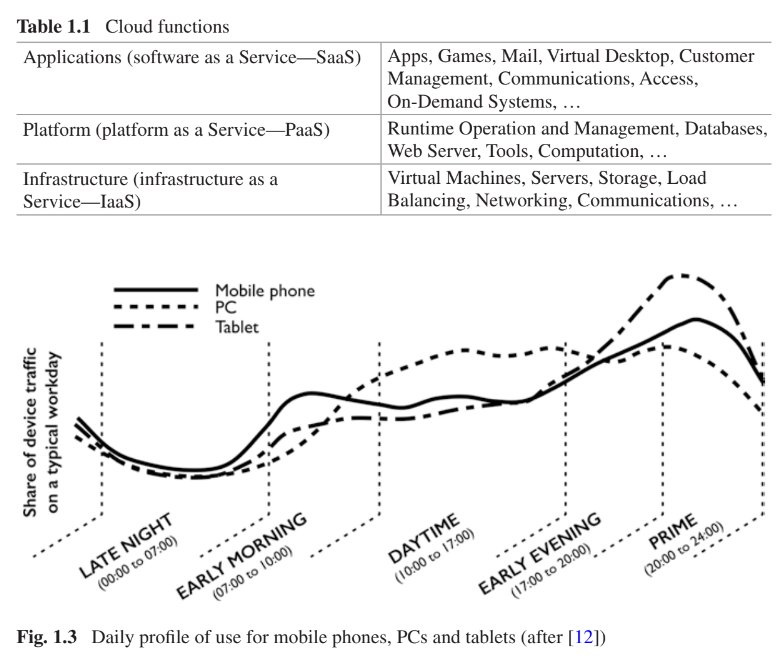 Table 1.1 Cloud functions
Applications (software as a Service—SaaS)
Apps, Games, Mail, Virtual Desktop, Customer
Management, Communications, Access,
On-Demand Systems, …
Platform (platform as a Service—PaaS)
Runtime Operation and Management, Databases,
Web Server, Tools, Computation, …
Infrastructure (infrastructure as a
Service—IaaS)
Virtual Machines, Servers, Storage, Load
Balancing, Networking, Communications, …
Mobile phone
PC
Tablet
Share of device traffic
on a typical workday
LATE NIGHT
(00:00 to 07:00)
EARLY MORNING
(07:00 to 10:00)
DAYTIME
(10:00 to 17:00)
EARLY EVENING
(17:00 to 20:00)
PRIME
(20:00 to 24:00)
Fig. 1.3 Daily profile of use for mobile phones, PCs and tablets (after [12])